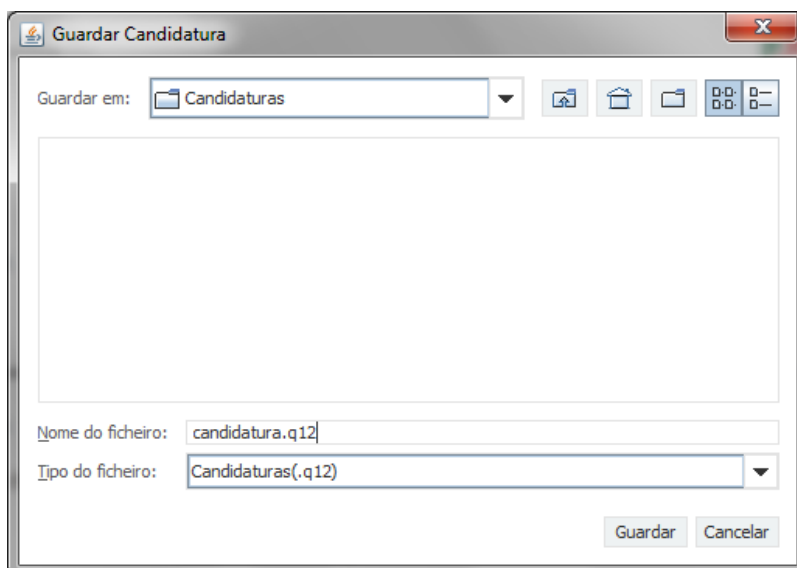 Guardar Candidatura
Guardar em: Candidaturas
Nome do ficheiro: candidatura.q12
Tipo do ficheiro: Candidaturas(.q12)
Guardar Cancelar